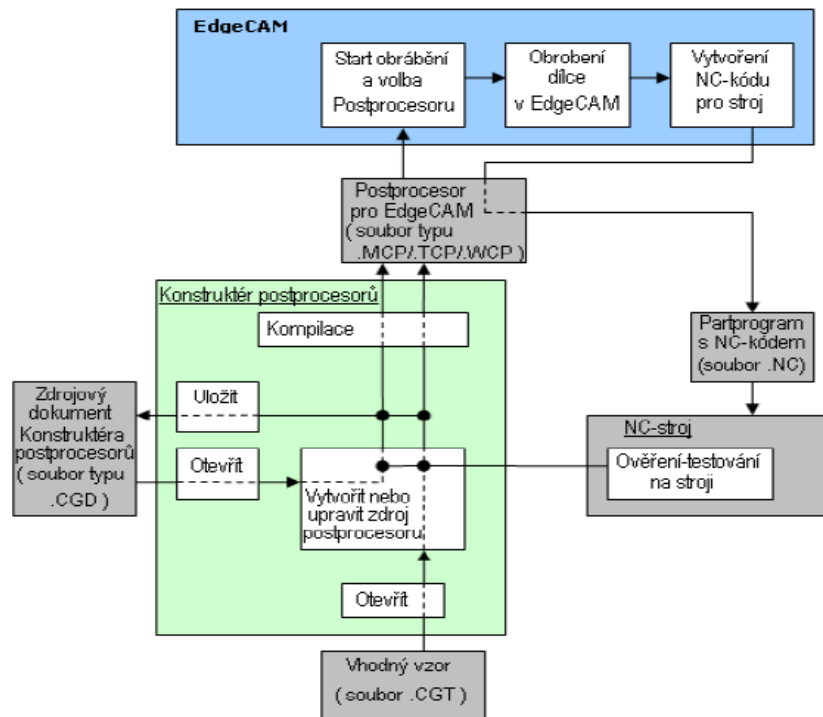 EdgeCAM
Start obrábění
a volba
Postprocesoru
Obrobení
dílce
v EdgeCAM
Vytvoření
NC-kódu
pro stroj
Postprocesor
pro EdgeCAM
( soubor typu
.MCP/.TCP/.WCP )
Konstruktér postprocesorů
Kompilace
Partprogram
s NC-kódem
(soubor .NC)
Zdrojový
dokument
Konstruktéra
postprocesorů
( soubor typu
.CGD )
Uložit
Otevřít
Vytvořit nebo
upravit zdroj
postprocesoru
NC-stroj
Ověření-testování
na stroji
Otevřít
Vhodný vzor
( soubor .CGT )